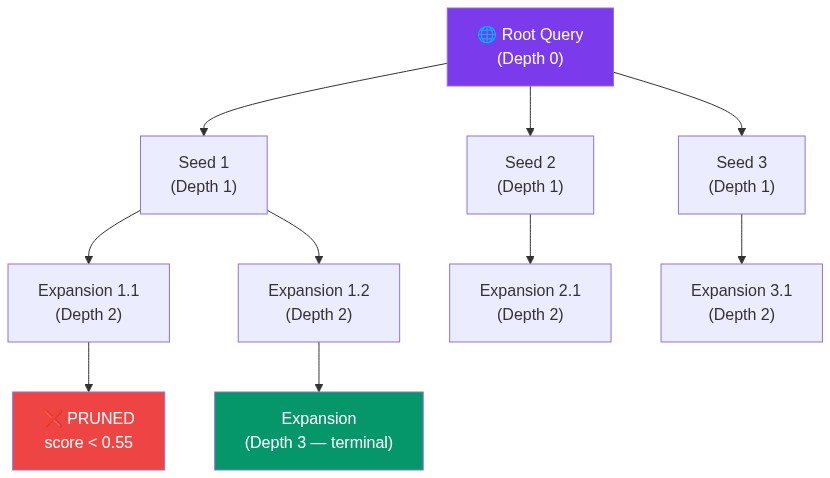 🌐 Root Query
(Depth 0)
Seed 1
(Depth 1)
Seed 2
(Depth 1)
Seed 3
(Depth 1)
Expansion 1.1
(Depth 2)
Expansion 1.2
(Depth 2)
Expansion 2.1
(Depth 2)
Expansion 3.1
(Depth 2)
❌ PRUNED
score < 0.55
Expansion
(Depth 3 — terminal)